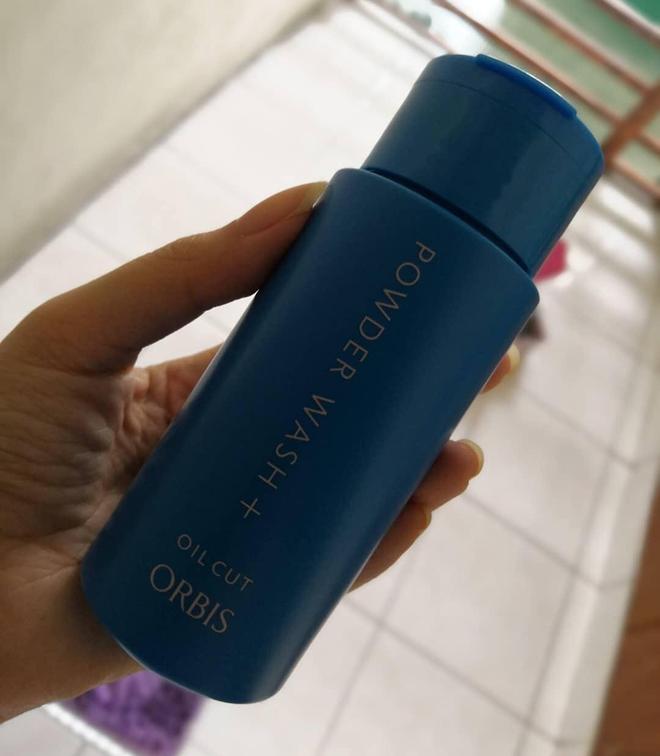 POWDER WASH +
OIL CUT
ORBIS